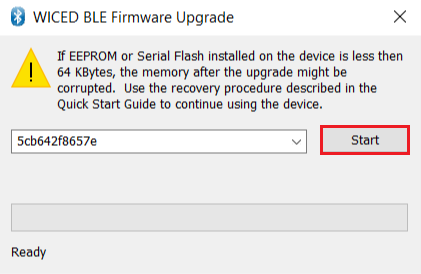 WICED BLE Firmware Upgrade
If EEPROM or Serial Flash installed on the device is less then
64 KBytes, the memory after the upgrade might be
corrupted.  Use the recovery procedure described in the
Quick Start Guide to continue using the device.
5cb642f8657e
Start
Ready